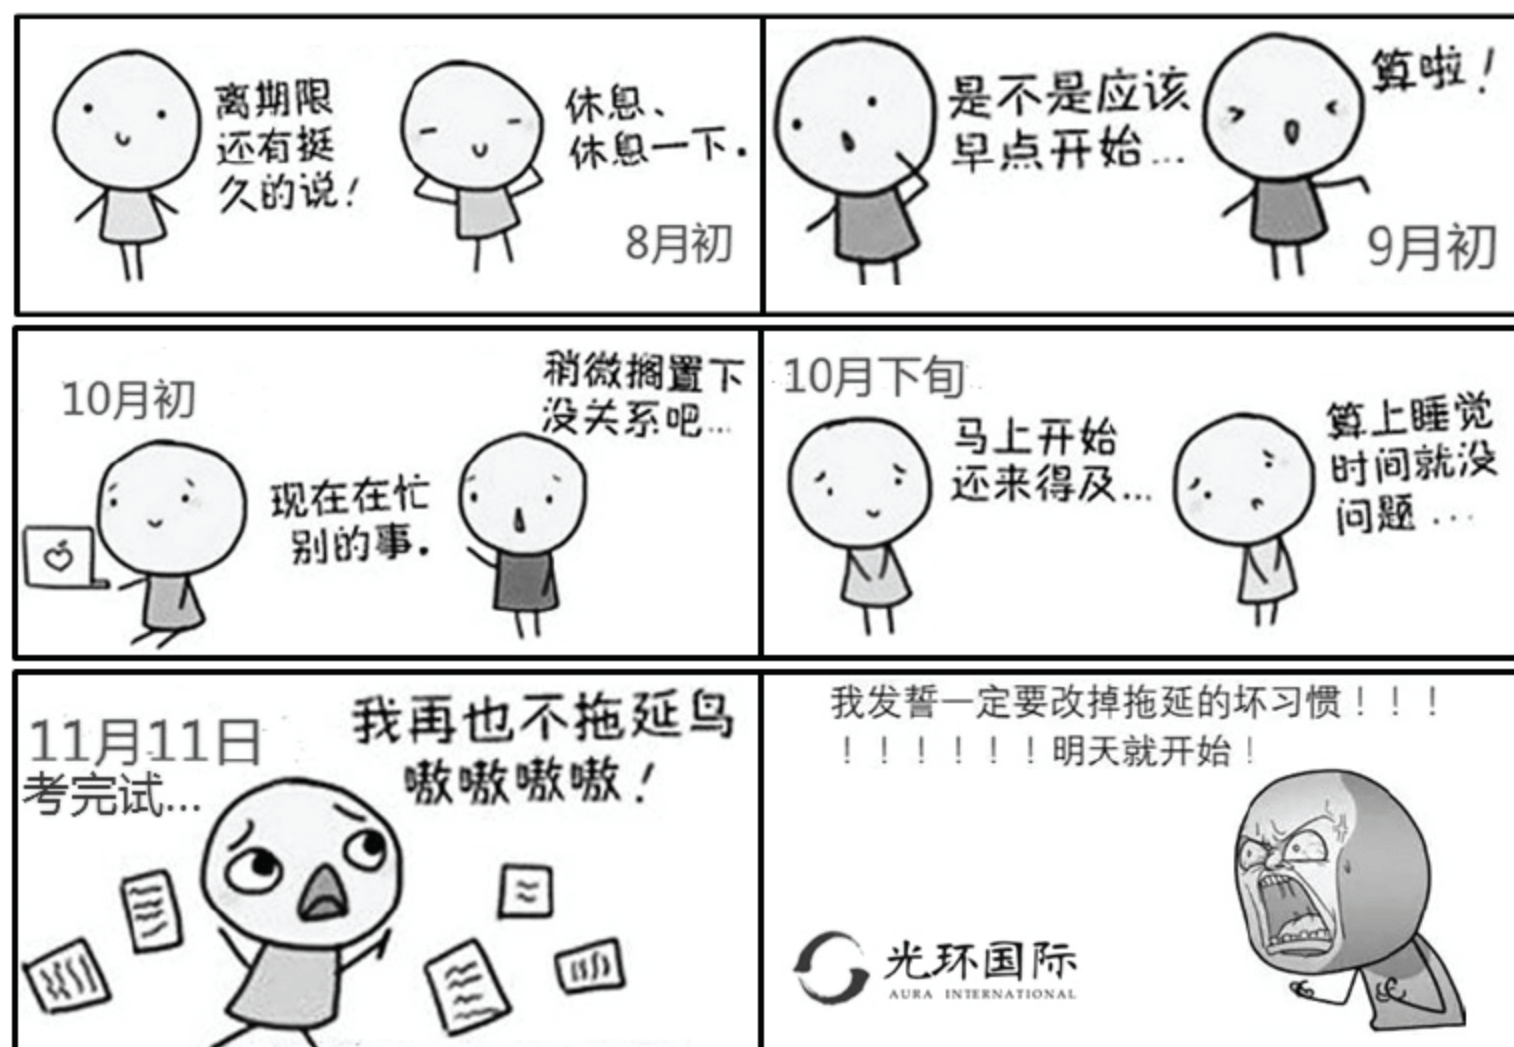 离期限
还有挺
久的说！
休息、
休息一下.
8月初
是不是应该
早点开始...
算啦！
9月初
10月初
现在在忙
别的事.
稍微搁置下
没关系吧...
10月下旬
马上开始
还来得及...
算上睡觉
时间就没
问题...
11月11日
考完试...
我再也不拖延鸟
嗷嗷嗷嗷！
我发誓一定要改掉拖延的坏习惯！！！
！！！！！！明天就开始！
光环国际
AURA INTERNATIONAL